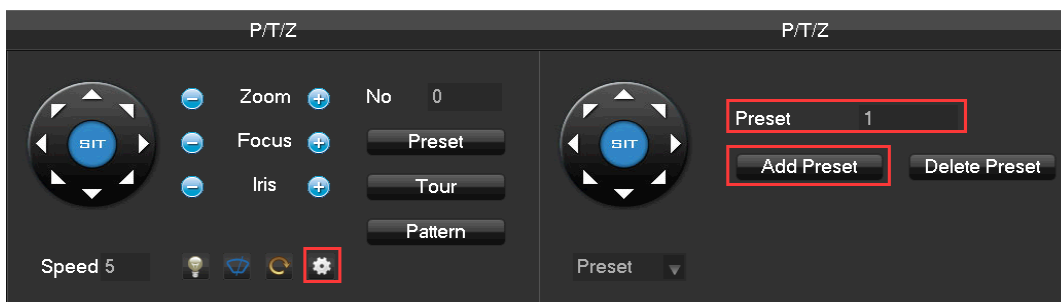 P/T/Z
SIT
Zoom
No 0
Focus
Preset
Iris
Tour
Pattern
Speed 5
P/T/Z
SIT
Preset 1
Add Preset
Delete Preset
Preset